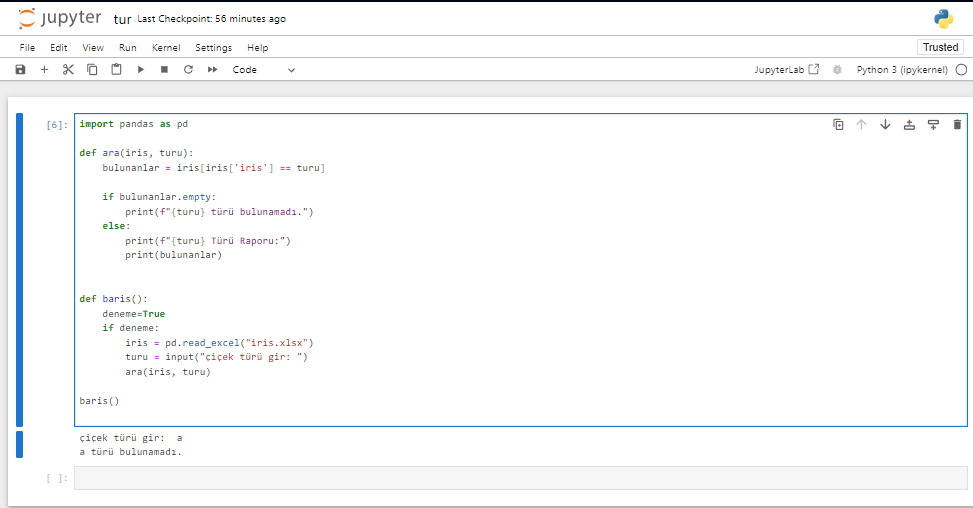 jupyter tur Last Checkpoint: 56 minutes ago
File Edit View Run Kernel Settings Help Trusted
Code JupyterLab Python 3 (ipykernel)
[6]: import pandas as pd
def ara(iris, turu):
    bulunanlar = iris[iris['iris'] == turu]
    if bulunanlar.empty:
        print(f"{turu} türü bulunamadı.")
    else:
        print(f"{turu} Türü Raporu:")
        print(bulunanlar)
def baris():
    deneme=True
    if deneme:
        iris = pd.read_excel("iris.xlsx")
        turu = input("çiçek türü gir: ")
        ara(iris, turu)
baris()
çiçek türü gir:  a
a türü bulunamadı.
[ ]: